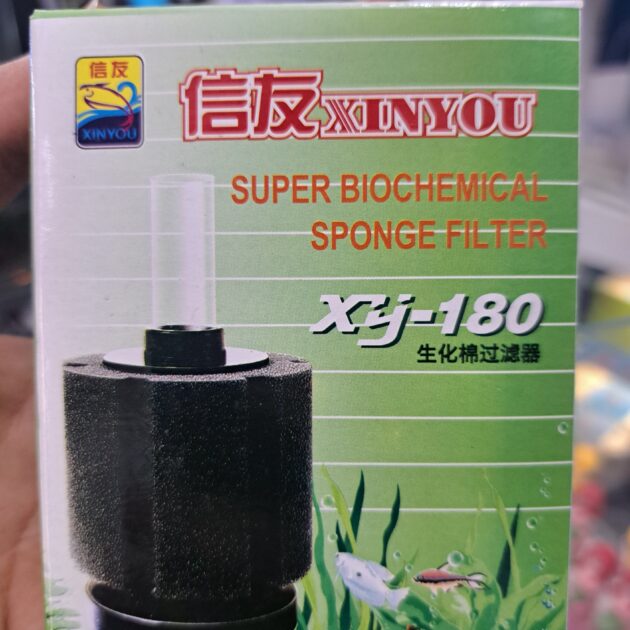 信友
XINYOU
信友XINYOU
SUPER BIOCHEMICAL
SPONGE FILTER
XY-180
生化棉过滤器